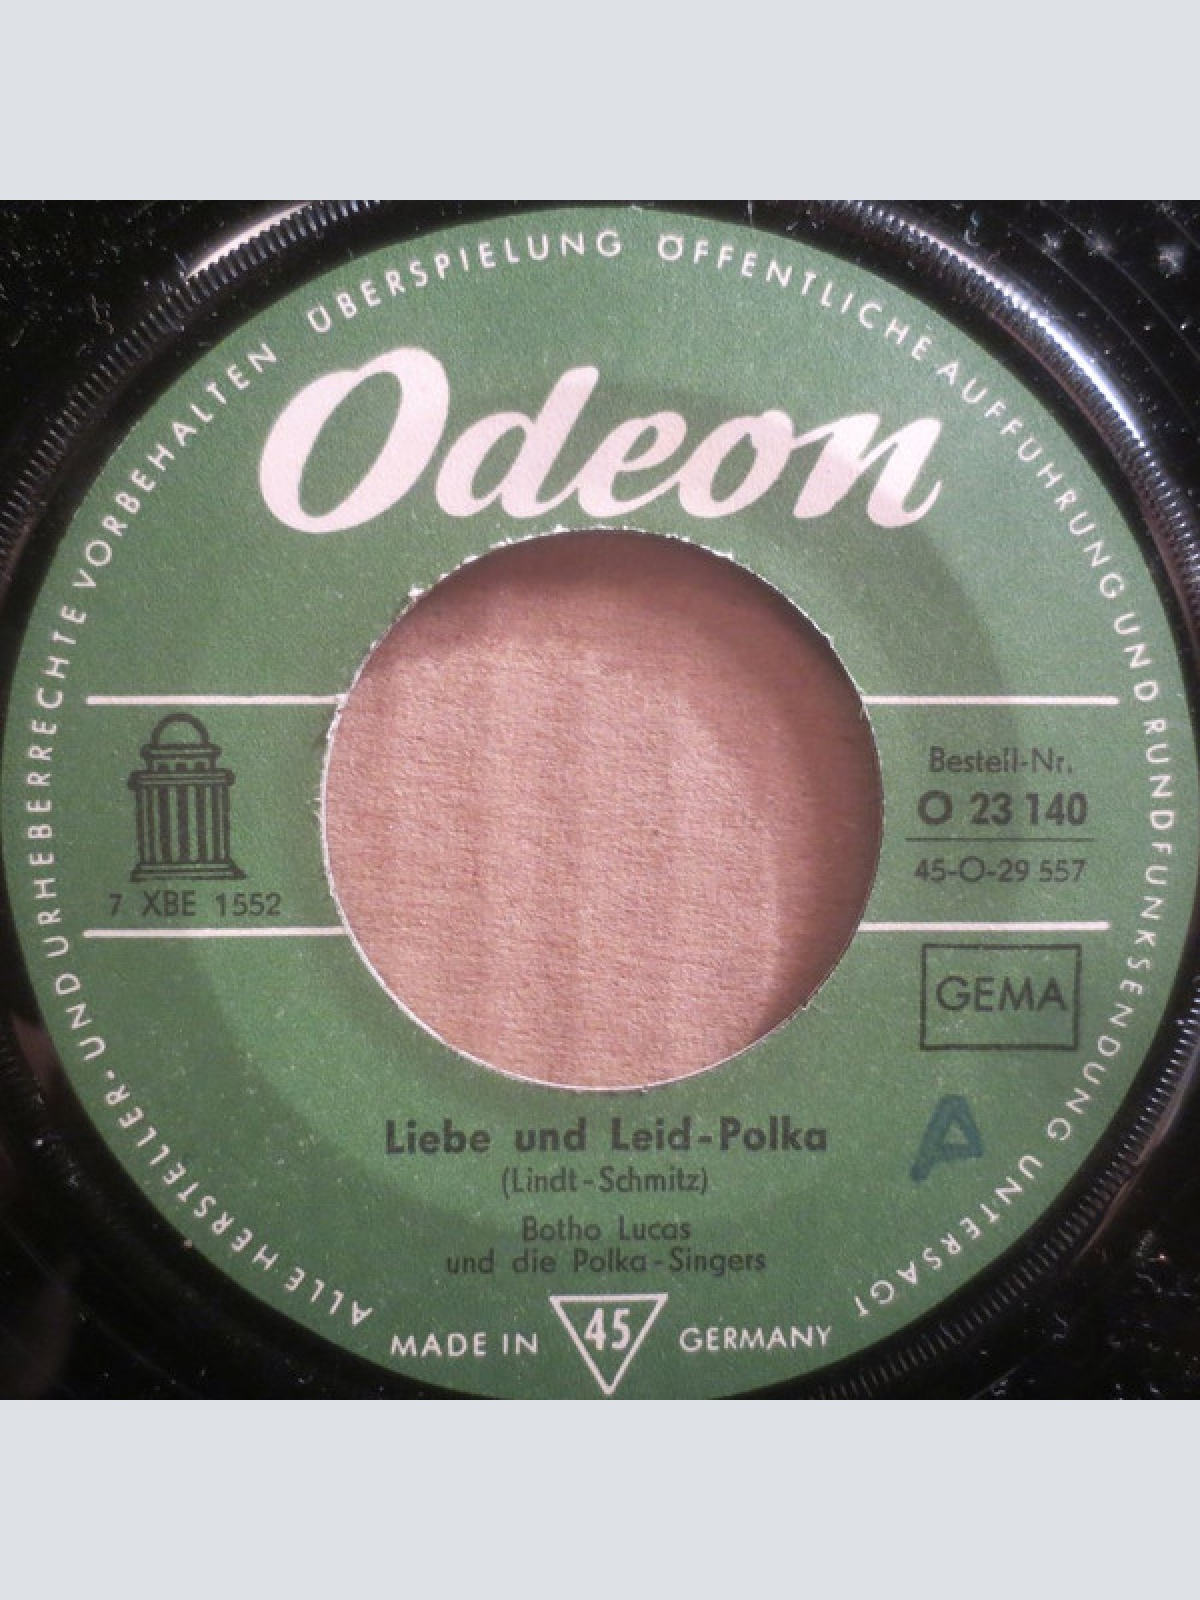 ALLE HERSTELLER- UND URHEBERRECHTE VORBEHALTEN ÜBERSPIELUNG ÖFFENTLICHE AUFFÜHRUNG UND RUNDFUNKSENDUNG UNTERSAGT
Odeon
7 XBE 1552
Bestell-Nr.
O 23 140
45-O-29 557
GEMA
A
Liebe und Leid-Polka
(Lindt-Schmitz)
Botho Lucas
und die Polka-Singers
MADE IN 45 GERMANY